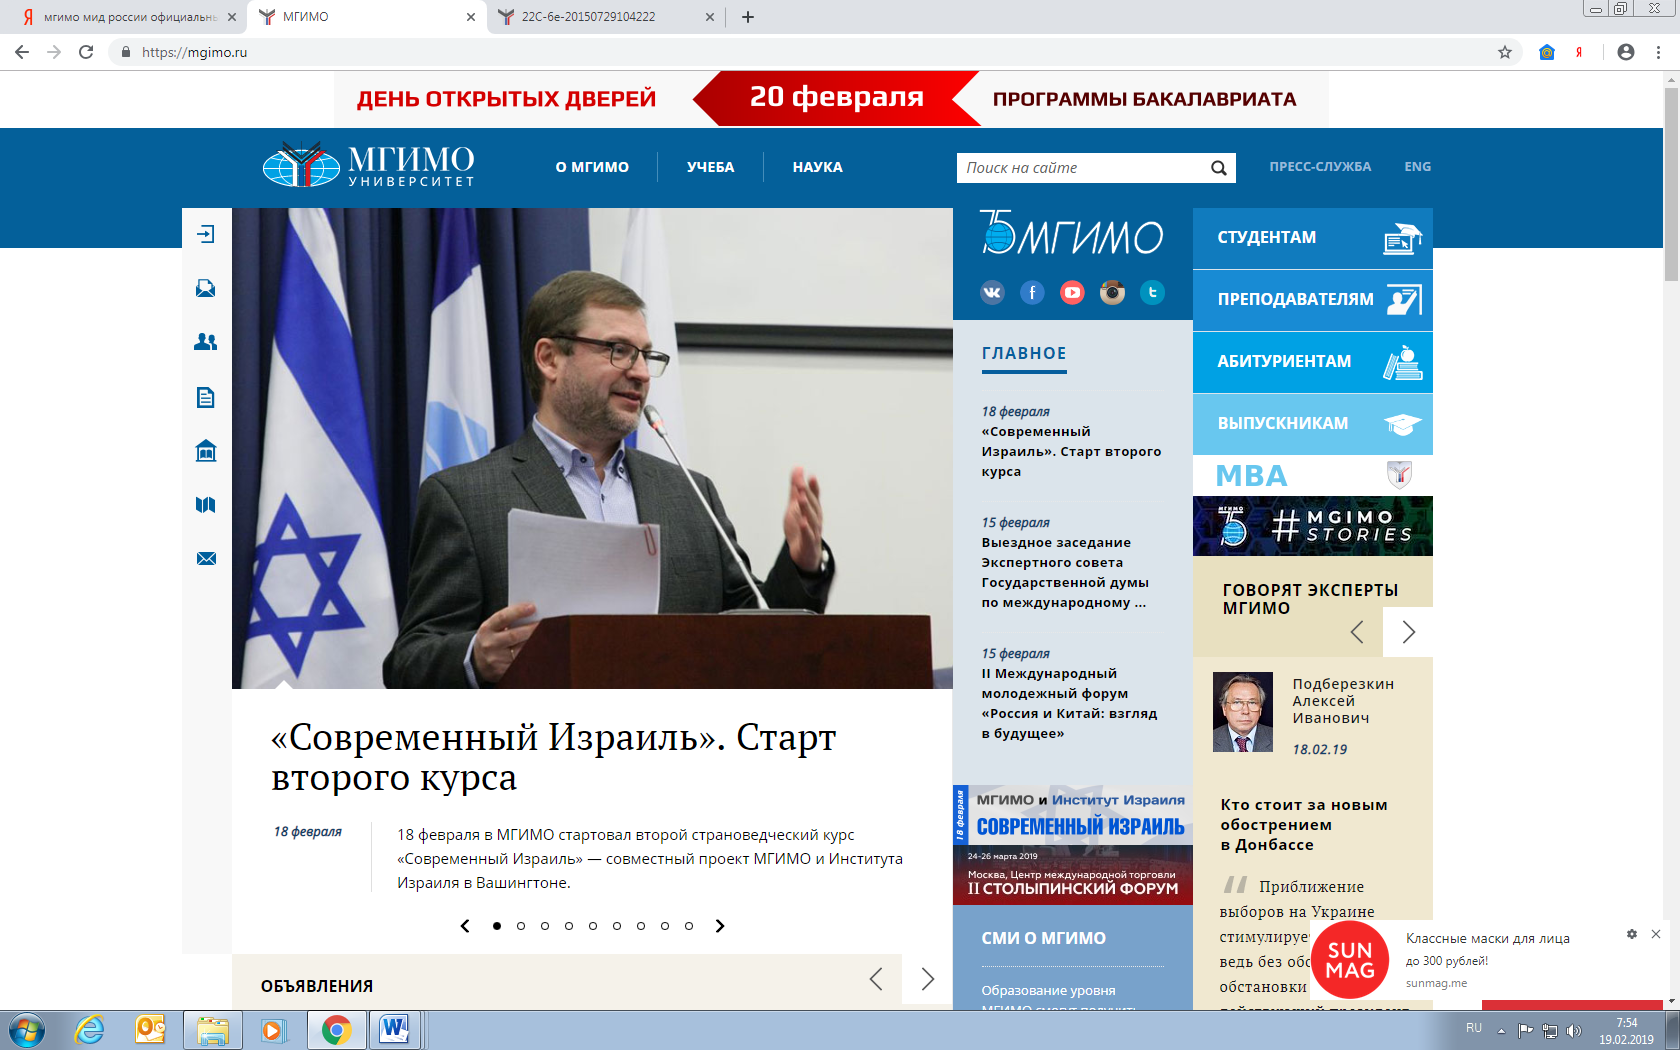 мгимо мид россии официальнь
МГИМО
22С-6е-20150729104222
https://mgimo.ru
ДЕНЬ ОТКРЫТЫХ ДВЕРЕЙ
20 февраля
ПРОГРАММЫ БАКАЛАВРИАТА
МГИМО
УНИВЕРСИТЕТ
О МГИМО
УЧЕБА
НАУКА
Поиск на сайте
ПРЕСС-СЛУЖБА
ENG
75 МГИМО
ГЛАВНОЕ
18 февраля
«Современный
Израиль». Старт второго
курса
15 февраля
Выездное заседание
Экспертного совета
Государственной думы
по международному ...
15 февраля
II Международный
молодежный форум
«Россия и Китай: взгляд
в будущее»
18 февраля
МГИМО и Институт Израиля
СОВРЕМЕННЫЙ ИЗРАИЛЬ
24-26 марта 2019
Москва, Центр международной торговли
II СТОЛЫПИНСКИЙ ФОРУМ
СМИ О МГИМО
Образование уровня
СТУДЕНТАМ
ПРЕПОДАВАТЕЛЯМ
АБИТУРИЕНТАМ
ВЫПУСКНИКАМ
MBA
МГИМО
75
#MGIMO
STORIES
ГОВОРЯТ ЭКСПЕРТЫ
МГИМО
Подберезкин
Алексей
Иванович
18.02.19
Кто стоит за новым
обострением
в Донбассе
Приближение
выборов на Украине
стимулируе
ведь без обо
обстановки
«Современный Израиль». Старт
второго курса
18 февраля
18 февраля в МГИМО стартовал второй страноведческий курс
«Современный Израиль» — совместный проект МГИМО и Института
Израиля в Вашингтоне.
ОБЪЯВЛЕНИЯ
SUN
MAG
Классные маски для лица
до 300 рублей!
sunmag.me
RU
7:54
19.02.2019